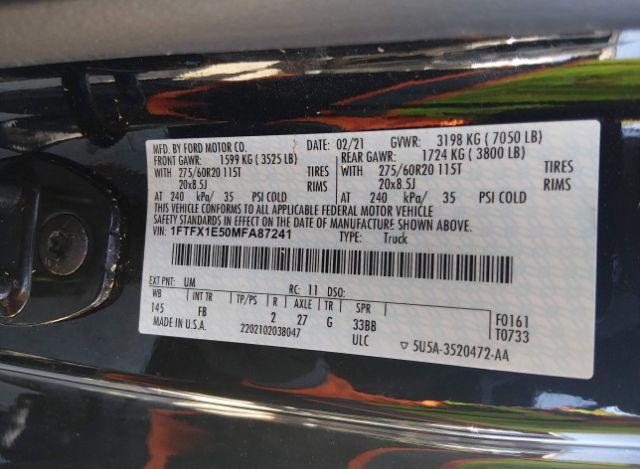 MFD. BY FORD MOTOR CO. DATE: 02/21 GVWR: 3198 KG ( 7050 LB)
FRONT GAWR: 1599 KG ( 3525 LB) REAR GAWR: 1724 KG ( 3800 LB)
WITH 275/60R20 115T TIRES WITH 275/60R20 115T TIRES
20x8.5J RIMS 20x8.5J RIMS
AT 240 kPa/ 35 PSI COLD AT 240 kPa/ 35 PSI COLD
THIS VEHICLE CONFORMS TO ALL APPLICABLE FEDERAL MOTOR VEHICLE
SAFETY STANDARDS IN EFFECT ON THE DATE OF MANUFACTURE SHOWN ABOVE.
VIN: 1FTFX1E50MFA87241 TYPE: Truck
EXT PNT: UM RC: 11 DSO:
WB INT TR TP/PS R AXLE TR SPR
145 FB 2 27 G 33BB F0161
MADE IN U.S.A. 2202102038047 ULC T0733
▽ 5U5A-3520472-AA